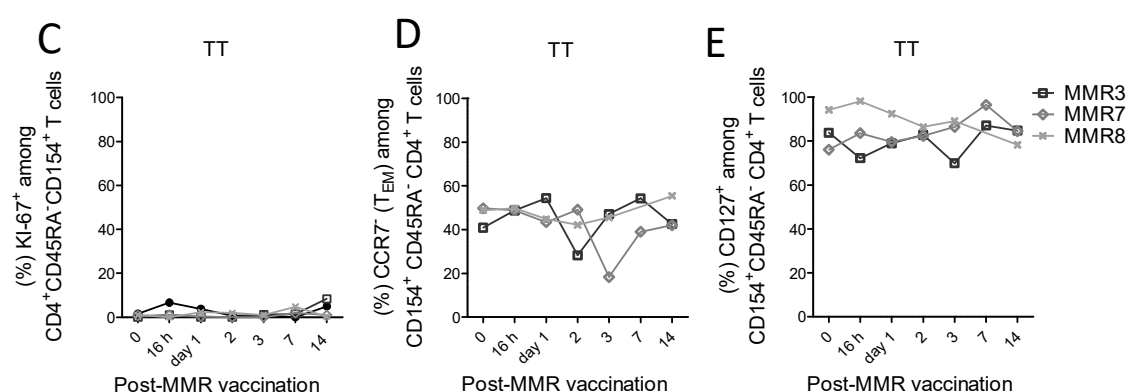 C
TT
(%) KI-67⁺ among
CD4⁺CD45RA⁻CD154⁺ T cells
100
80
60
40
20
0
0
16 h
day 1
2
3
7
14
Post-MMR vaccination
D
TT
(%) CCR7⁻ (T_EM) among
CD154⁺ CD45RA⁻ CD4⁺ T cells
100
80
60
40
20
0
0
16 h
day 1
2
3
7
14
Post-MMR vaccination
E
TT
(%) CD127⁺ among
CD154⁺CD45RA⁻ CD4⁺ T cells
100
80
60
40
20
0
0
16 h
day 1
2
3
7
14
Post-MMR vaccination
MMR3
MMR7
MMR8